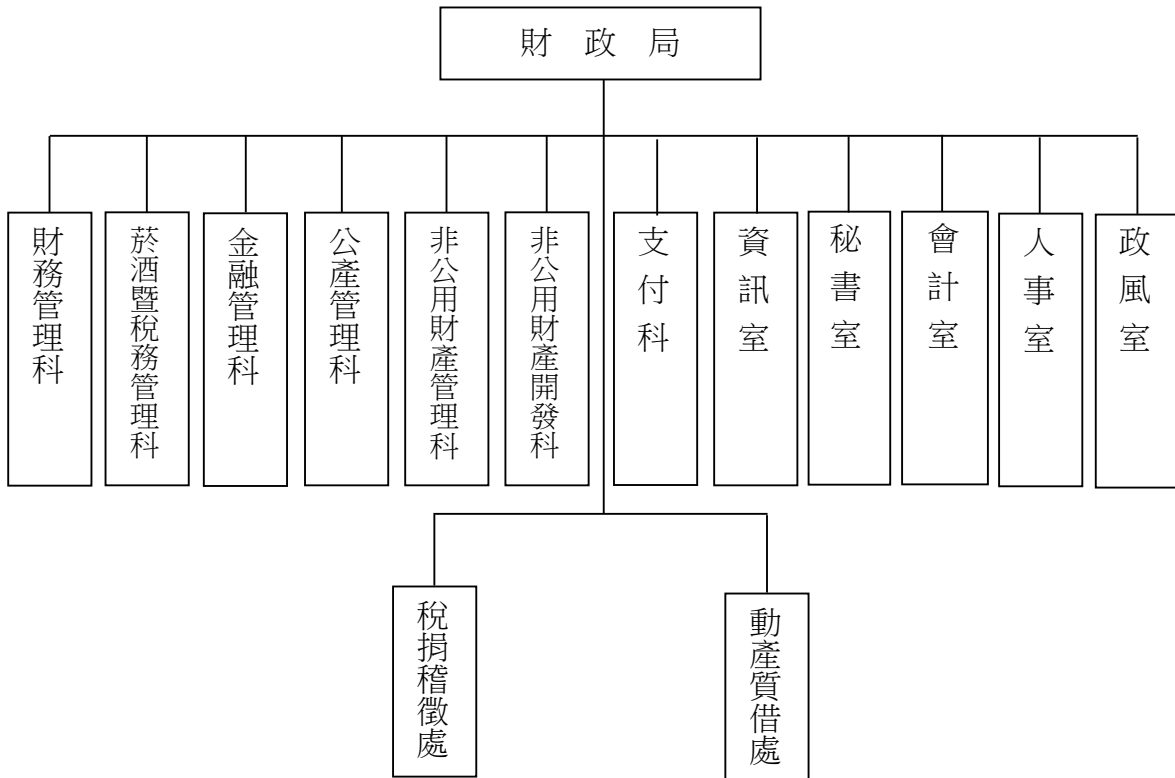 財政局
財務管理科
菸酒暨稅務管理科
金融管理科
公產管理科
非公用財產管理科
非公用財產開發科
支付科
資訊室
秘書室
會計室
人事室
政風室
稅捐稽徵處
動產質借處